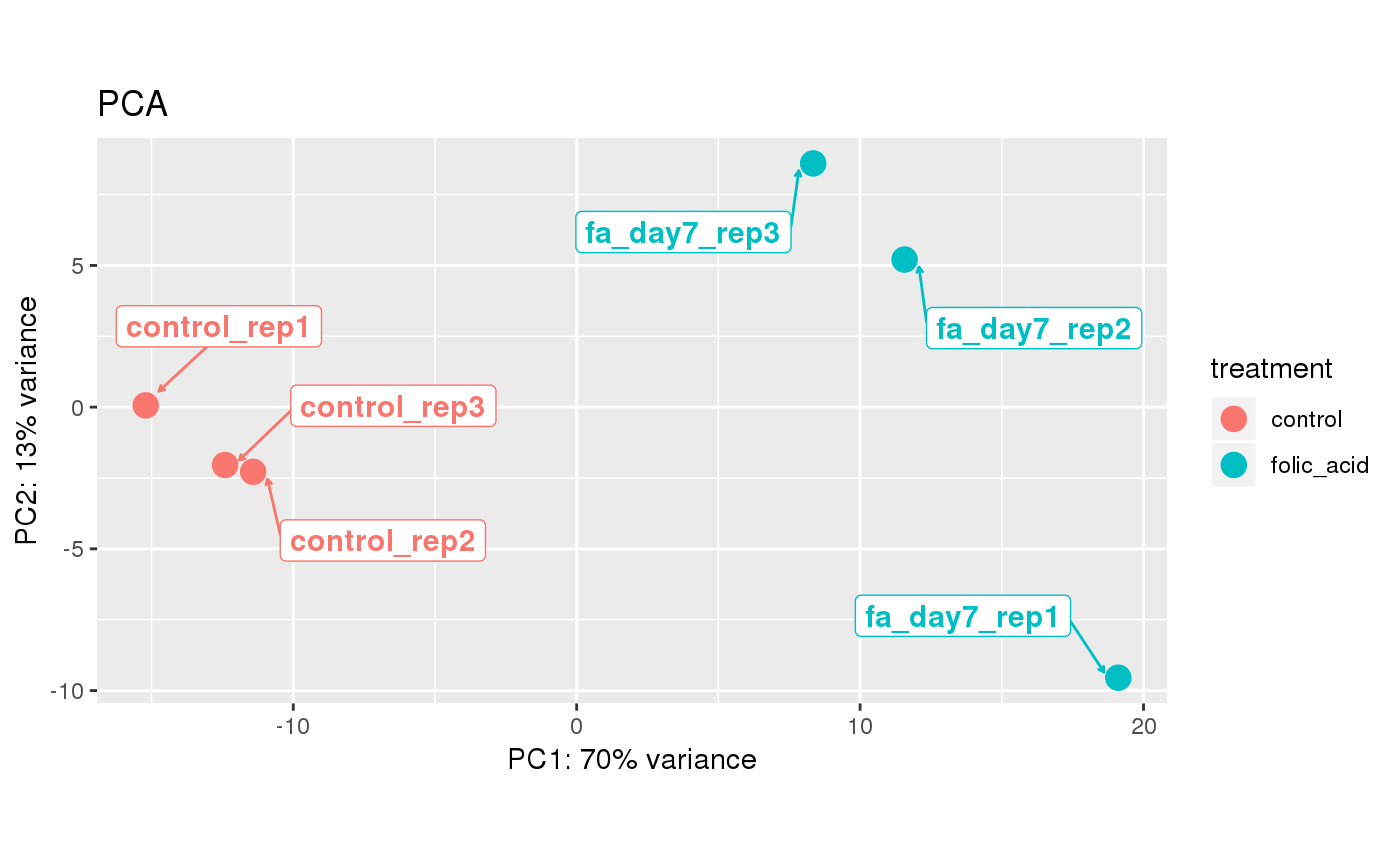 PCA
fa_day7_rep3
fa_day7_rep2
control_rep1
control_rep3
control_rep2
fa_day7_rep1
5
0
-5
-10
PC2: 13% variance
-10
0
10
20
PC1: 70% variance
treatment
control
folic_acid